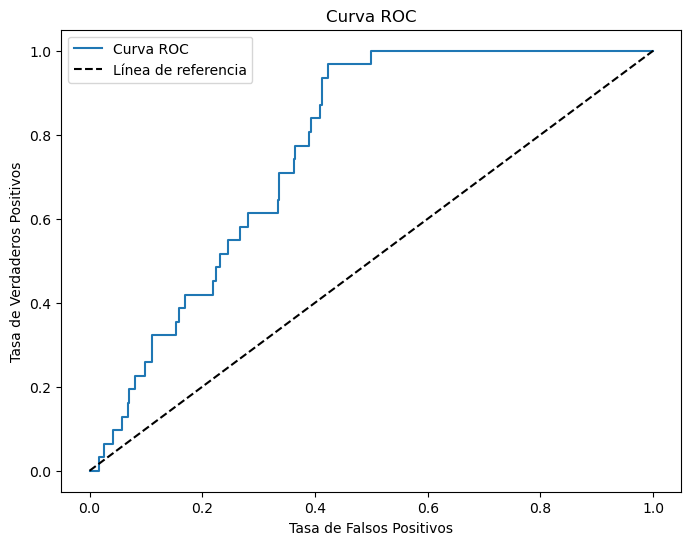 Curva ROC
Curva ROC
Línea de referencia
Tasa de Verdaderos Positivos
1.0
0.8
0.6
0.4
0.2
0.0
0.0
0.2
0.4
0.6
0.8
1.0
Tasa de Falsos Positivos